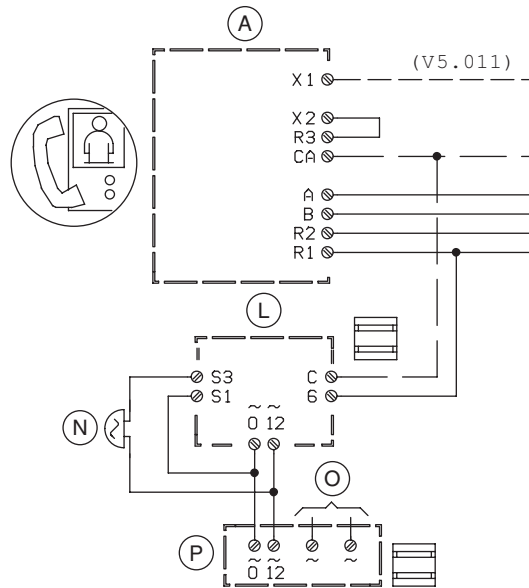 A
(V5.011)
X1
X2
R3
CA
A
B
R2
R1
L
S3 C
S1 6
~ ~
0 12
N
O
P
~ ~ ~ ~
0 12